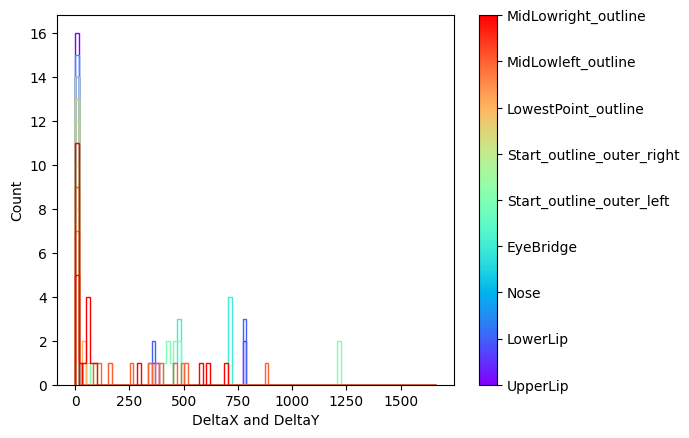 16
14
12
10
8
6
4
2
0
Count
0 250 500 750 1000 1250 1500
DeltaX and DeltaY
MidLowright_outline
MidLowleft_outline
LowestPoint_outline
Start_outline_outer_right
Start_outline_outer_left
EyeBridge
Nose
LowerLip
UpperLip